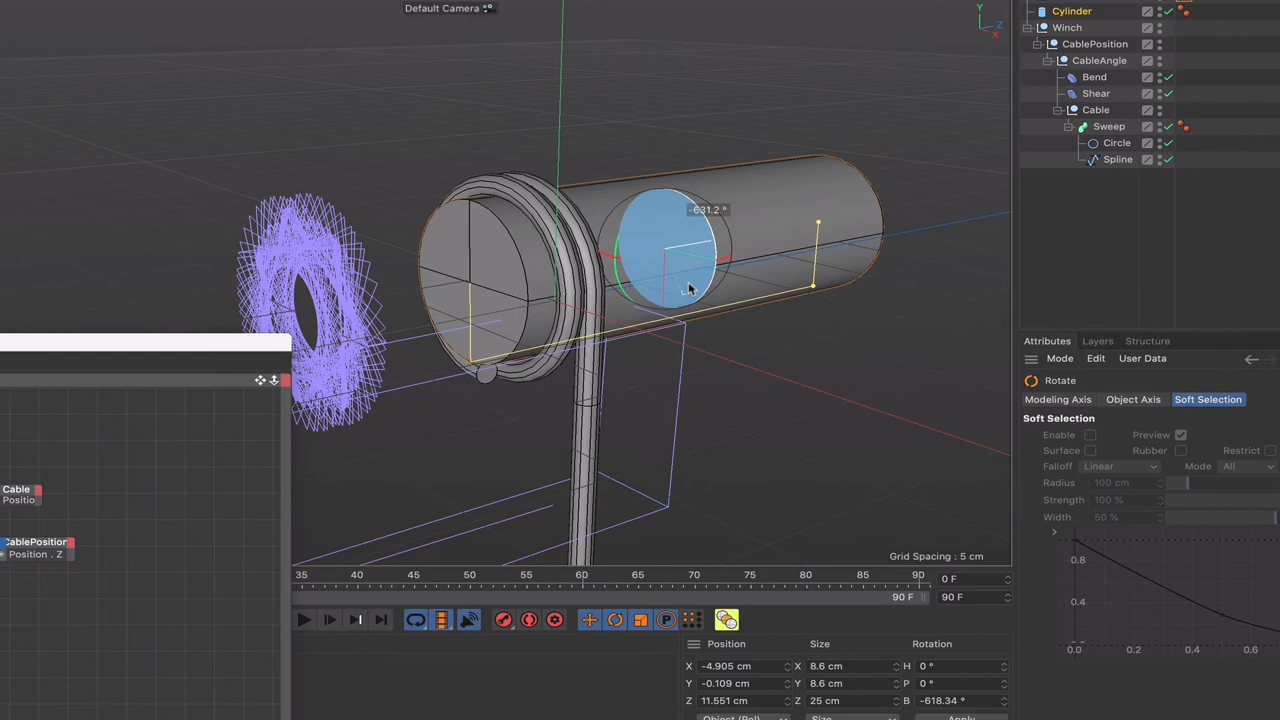 Default Camera
Y
Z
X
Cylinder
Winch
CablePosition
CableAngle
Bend
Shear
Cable
Sweep
Circle
Spline
-631.2 °
Attributes Layers Structure
Mode Edit User Data
Rotate
Modeling Axis Object Axis Soft Selection
Soft Selection
Enable Preview
Surface Rubber Restrict
Falloff Linear Mode All
Radius 100 cm
Strength 100 %
Width 50 %
0.8
0.4
0.0 0.2 0.4 0.6
Cable
Positio
CablePosition
Position . Z
Grid Spacing : 5 cm
35 40 45 50 55 60 65 70 75 80 85 90
0 F
90 F 90 F
Position Size Rotation
X -4.905 cm X 8.6 cm H 0 °
Y -0.109 cm Y 8.6 cm P 0 °
Z 11.551 cm Z 25 cm B -618.34 °
Object (Rel) Size Apply